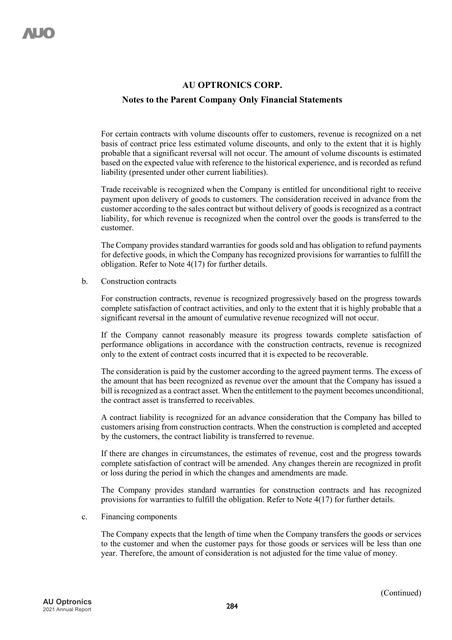 AUO
AU OPTRONICS CORP.
Notes to the Parent Company Only Financial Statements
For certain contracts with volume discounts offer to customers, revenue is recognized on a net
basis of contract price less estimated volume discounts, and only to the extent that it is highly
probable that a significant reversal will not occur. The amount of volume discounts is estimated
based on the expected value with reference to the historical experience, and is recorded as refund
liability (presented under other current liabilities).
Trade receivable is recognized when the Company is entitled for unconditional right to receive
payment upon delivery of goods to customers. The consideration received in advance from the
customer according to the sales contract but without delivery of goods is recognized as a contract
liability, for which revenue is recognized when the control over the goods is transferred to the
customer.
The Company provides standard warranties for goods sold and has obligation to refund payments
for defective goods, in which the Company has recognized provisions for warranties to fulfill the
obligation. Refer to Note 4(17) for further details.
b. Construction contracts
For construction contracts, revenue is recognized progressively based on the progress towards
complete satisfaction of contract activities, and only to the extent that it is highly probable that a
significant reversal in the amount of cumulative revenue recognized will not occur.
If the Company cannot reasonably measure its progress towards complete satisfaction of
performance obligations in accordance with the construction contracts, revenue is recognized
only to the extent of contract costs incurred that it is expected to be recoverable.
The consideration is paid by the customer according to the agreed payment terms. The excess of
the amount that has been recognized as revenue over the amount that the Company has issued a
bill is recognized as a contract asset. When the entitlement to the payment becomes unconditional,
the contract asset is transferred to receivables.
A contract liability is recognized for an advance consideration that the Company has billed to
customers arising from construction contracts. When the construction is completed and accepted
by the customers, the contract liability is transferred to revenue.
If there are changes in circumstances, the estimates of revenue, cost and the progress towards
complete satisfaction of contract will be amended. Any changes therein are recognized in profit
or loss during the period in which the changes and amendments are made.
The Company provides standard warranties for construction contracts and has recognized
provisions for warranties to fulfill the obligation. Refer to Note 4(17) for further details.
c. Financing components
The Company expects that the length of time when the Company transfers the goods or services
to the customer and when the customer pays for those goods or services will be less than one
year. Therefore, the amount of consideration is not adjusted for the time value of money.
(Continued)
AU Optronics
2021 Annual Report
284